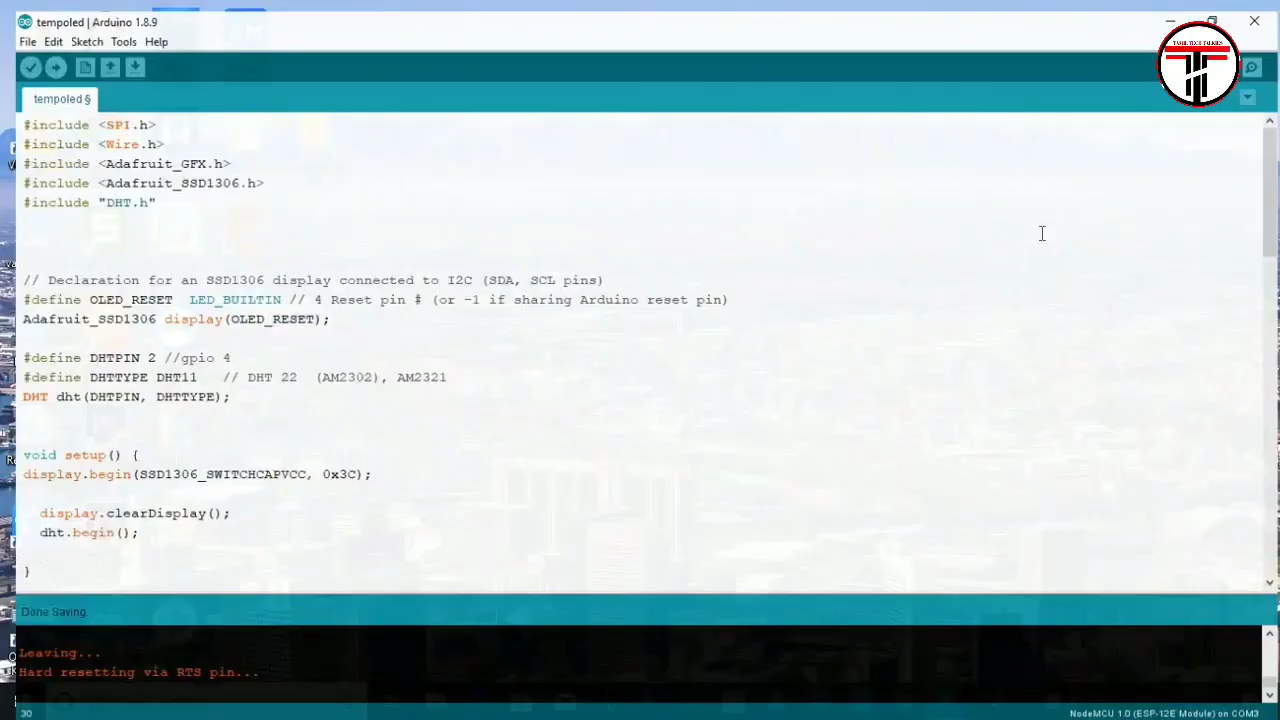 tempoled | Arduino 1.8.9
File Edit Sketch Tools Help
TAMIL TECH TALKIES
tempoled §
#include <SPI.h>
#include <Wire.h>
#include <Adafruit_GFX.h>
#include <Adafruit_SSD1306.h>
#include "DHT.h"
// Declaration for an SSD1306 display connected to I2C (SDA, SCL pins)
#define OLED_RESET  LED_BUILTIN // 4 Reset pin # (or -1 if sharing Arduino reset pin)
Adafruit_SSD1306 display(OLED_RESET);
#define DHTPIN 2 //gpio 4
#define DHTTYPE DHT11   // DHT 22  (AM2302), AM2321
DHT dht(DHTPIN, DHTTYPE);
void setup() {
display.begin(SSD1306_SWITCHCAPVCC, 0x3C);
display.clearDisplay();
dht.begin();
}
Done Saving.
Leaving...
Hard resetting via RTS pin...
30
NodeMCU 1.0 (ESP-12E Module) on COM3